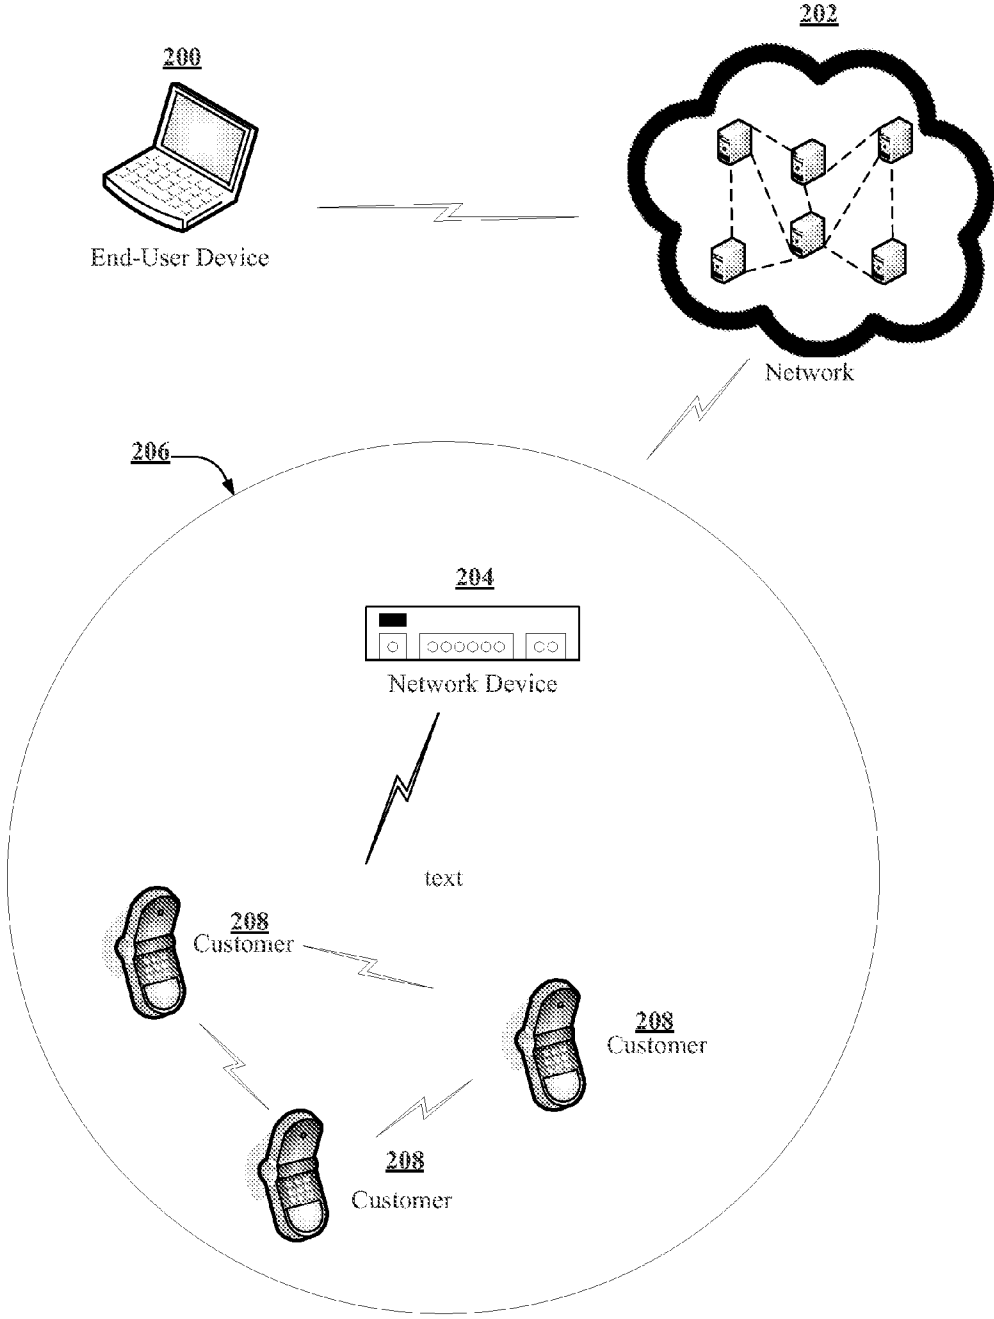 202
200
End-User Device
Network
206
204
Network Device
text
208
Customer
208
Customer
208
Customer